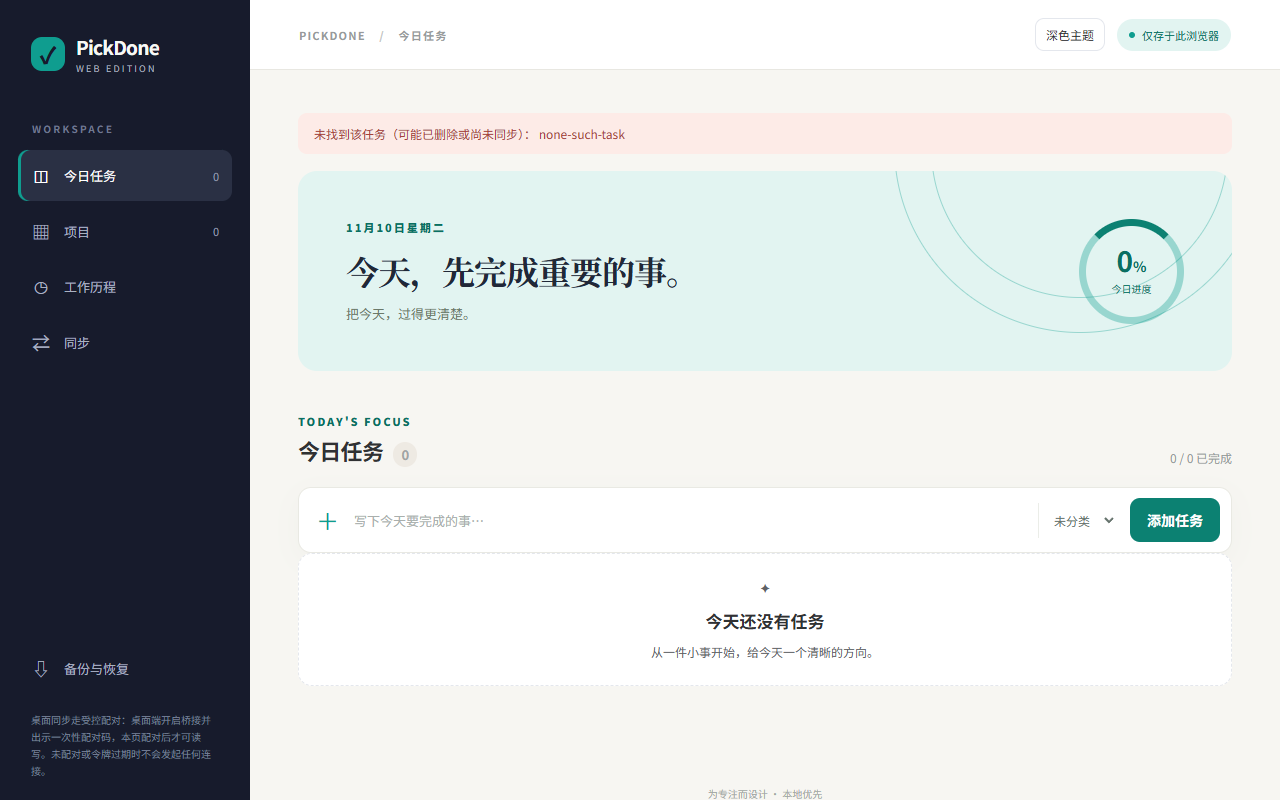 PickDone
WEB EDITION
WORKSPACE
今日任务 0
项目 0
工作历程
同步
备份与恢复
桌面同步走受控配对：桌面端开启桥接并
出示一次性配对码，本页配对后才可读
写。未配对或令牌过期时不会发起任何连
接。
PICKDONE / 今日任务
深色主题
仅存于此浏览器
未找到该任务（可能已删除或尚未同步）： none-such-task
11月10日星期二
今天，先完成重要的事。
把今天，过得更清楚。
0%
今日进度
TODAY'S FOCUS
今日任务 0
0 / 0 已完成
写下今天要完成的事…
未分类
添加任务
今天还没有任务
从一件小事开始，给今天一个清晰的方向。
为专注而设计 · 本地优先